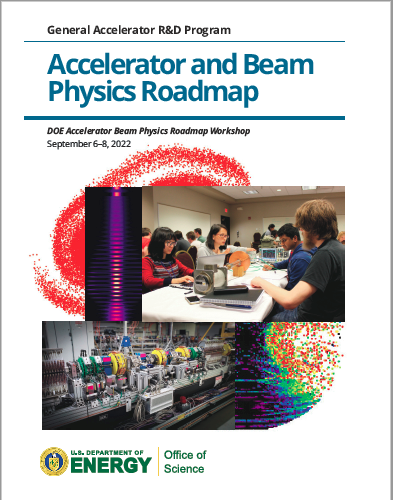 General Accelerator R&D Program
Accelerator and Beam
Physics Roadmap
DOE Accelerator Beam Physics Roadmap Workshop
September 6–8, 2022
U.S. DEPARTMENT OF
ENERGY
Office of
Science